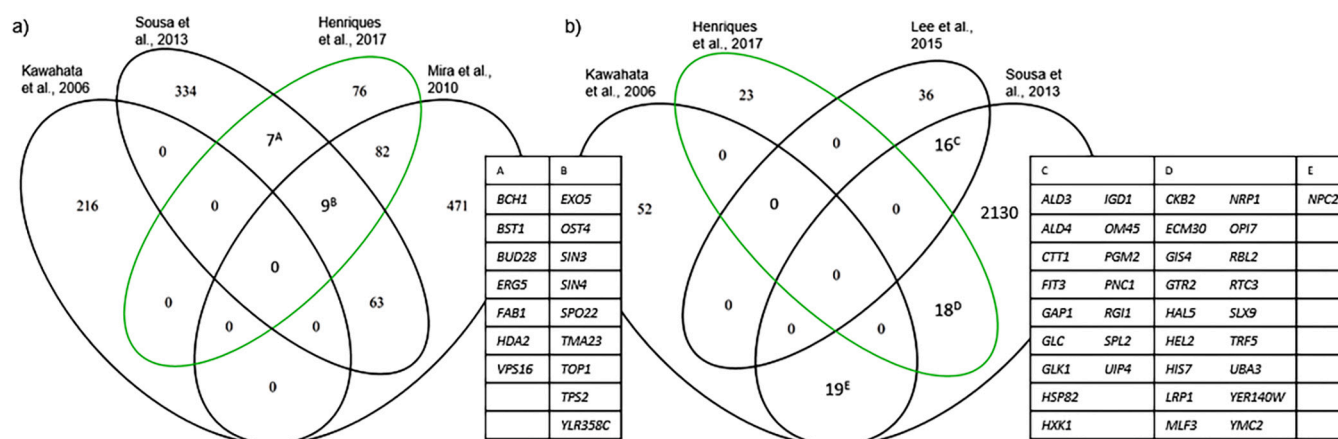 a)
Sousa et
al., 2013
Henriques
et al., 2017
Kawahata
et al., 2006
Mira et al.,
2010
334
76
7A
82
0
216
0
9B
471
0
0
63
0
0
0
A B
BCH1 EXO5
BST1 OST4
BUD28 SIN3
ERG5 SIN4
FAB1 SPO22
HDA2 TMA23
VPS16 TOP1
TPS2
YLR358C
b)
Henriques
et al., 2017
Lee et al.,
2015
Kawahata
et al., 2006
Sousa et
al., 2013
23
36
0
0
16C
52
0
0
2130
0
0
18D
0
0
19E
C D E
ALD3 IGD1 CKB2 NRP1 NPC2
ALD4 OM45 ECM30 OPI7
CTT1 PGM2 GIS4 RBL2
FIT3 PNC1 GTR2 RTC3
GAP1 RGI1 HAL5 SLX9
GLC SPL2 HEL2 TRF5
GLK1 UIP4 HIS7 UBA3
HSP82 LRP1 YER140W
HXK1 MLF3 YMC2